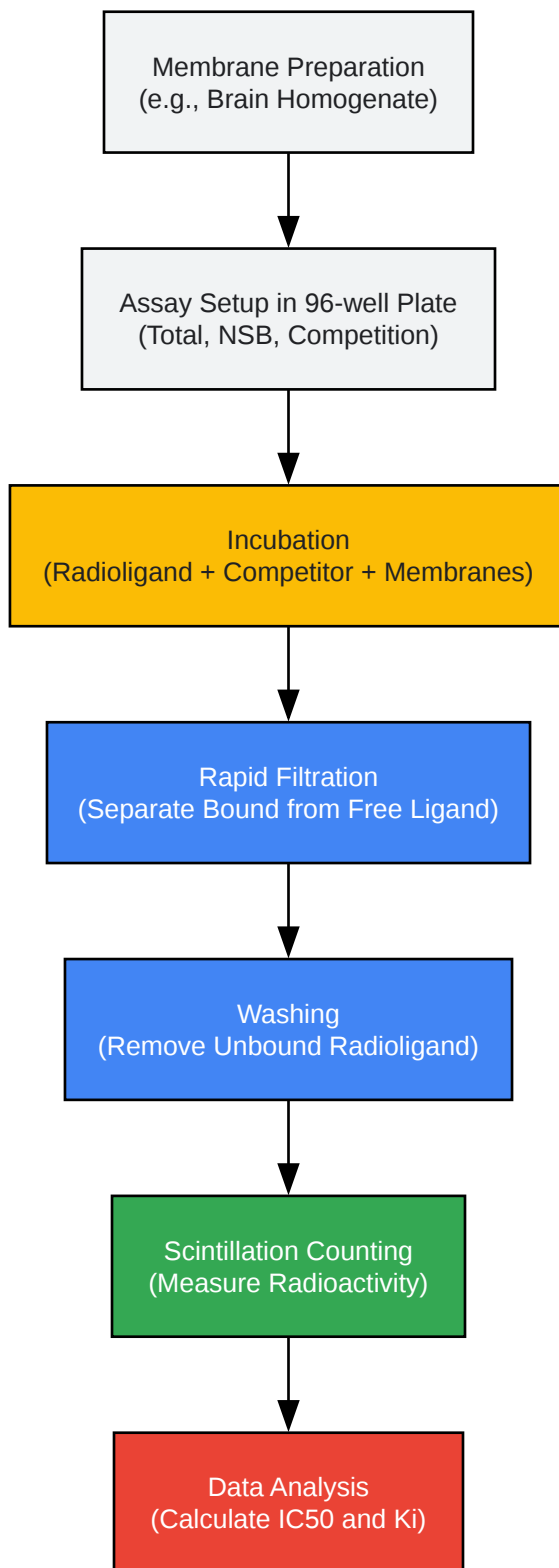 Membrane Preparation
(e.g., Brain Homogenate)
Assay Setup in 96-well Plate
(Total, NSB, Competition)
Incubation
(Radioligand + Competitor + Membranes)
Rapid Filtration
(Separate Bound from Free Ligand)
Washing
(Remove Unbound Radioligand)
Scintillation Counting
(Measure Radioactivity)
Data Analysis
(Calculate IC50 and Ki)